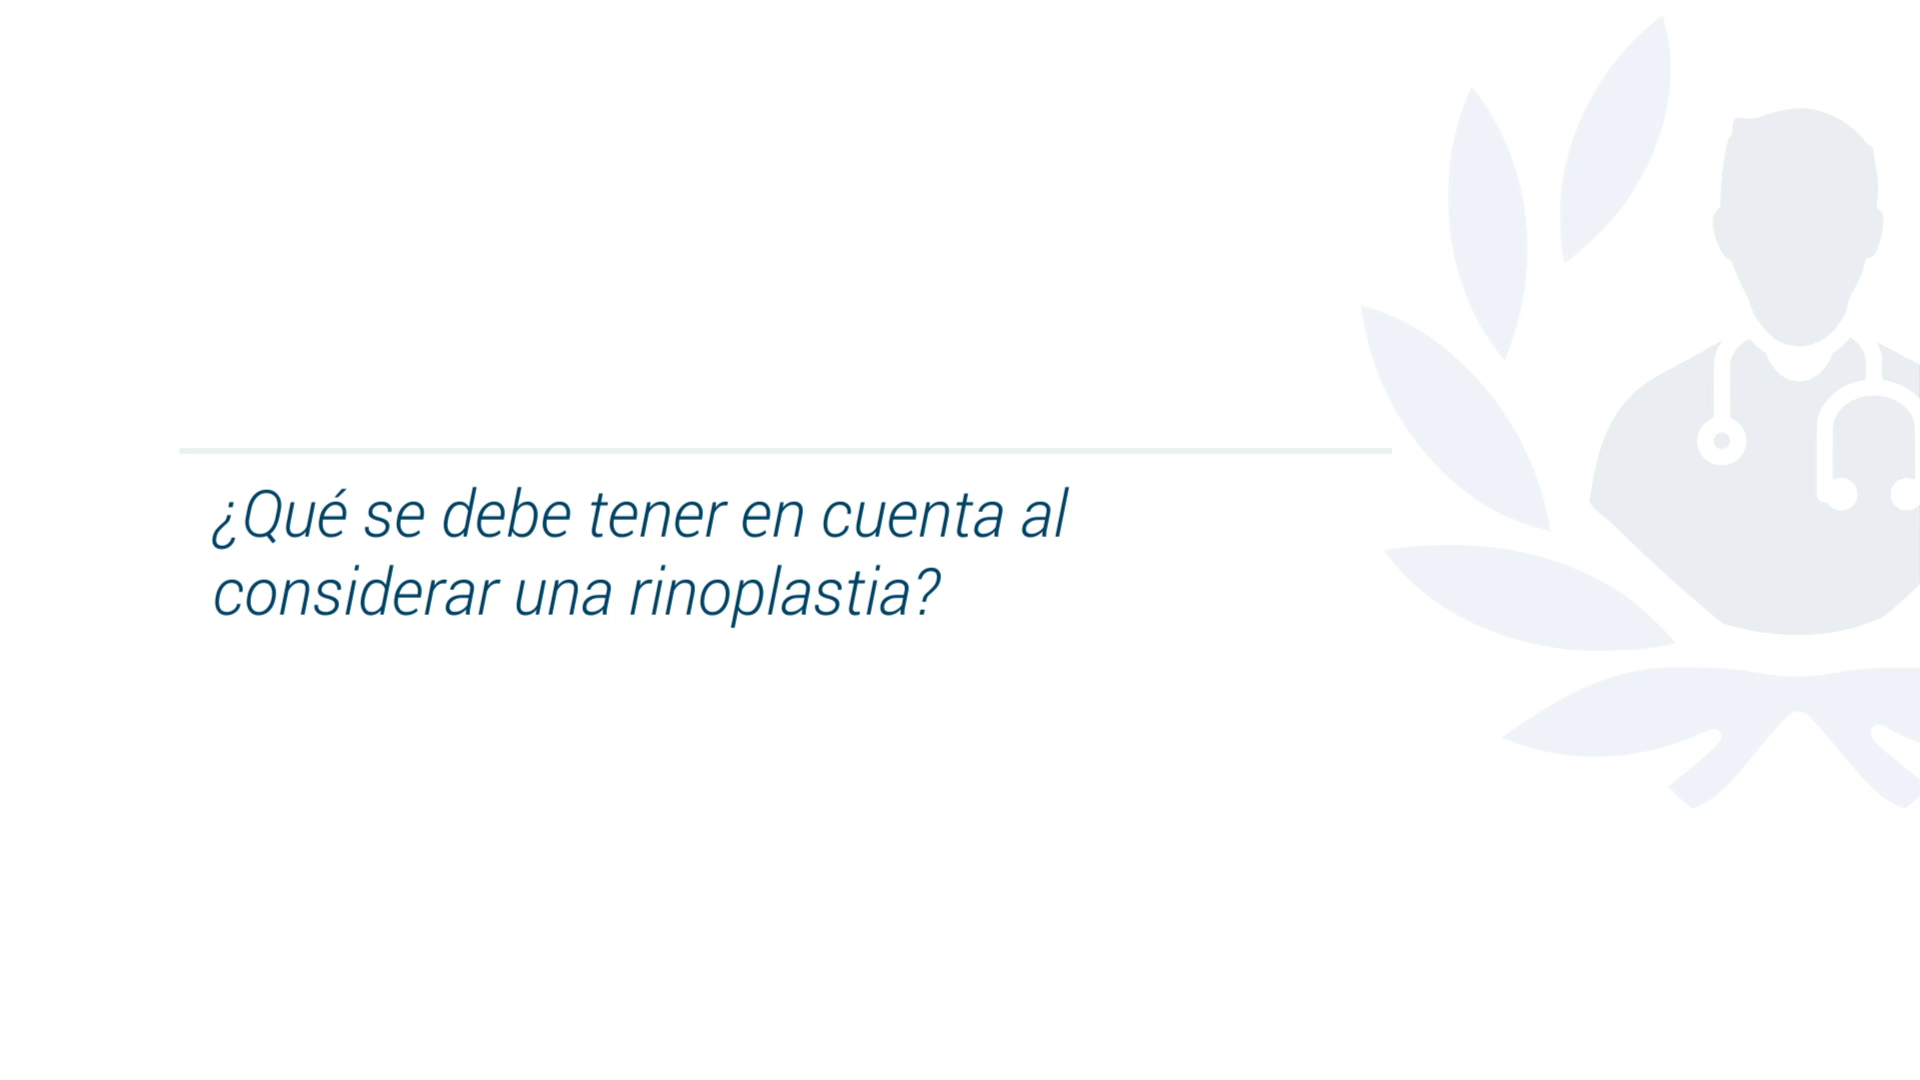 ¿Qué se debe tener en cuenta al
considerar una rinoplastia?